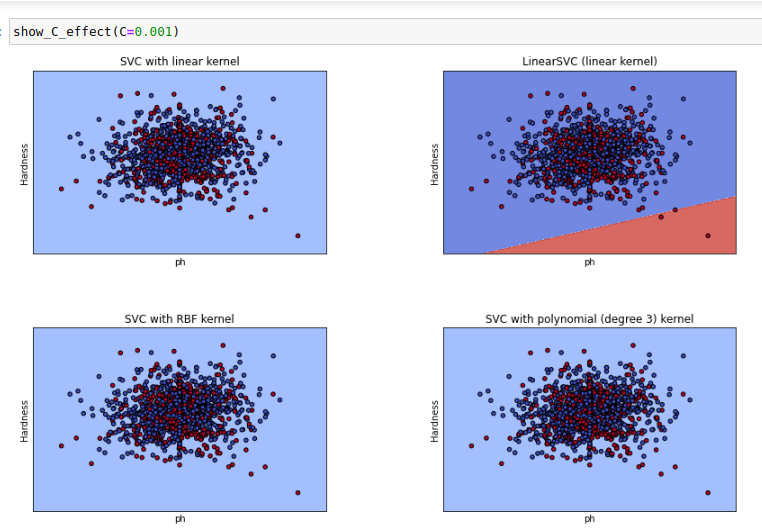 show_C_effect(C=0.001)
SVC with linear kernel
LinearSVC (linear kernel)
Hardness
Hardness
ph
ph
SVC with RBF kernel
SVC with polynomial (degree 3) kernel
Hardness
Hardness
ph
ph